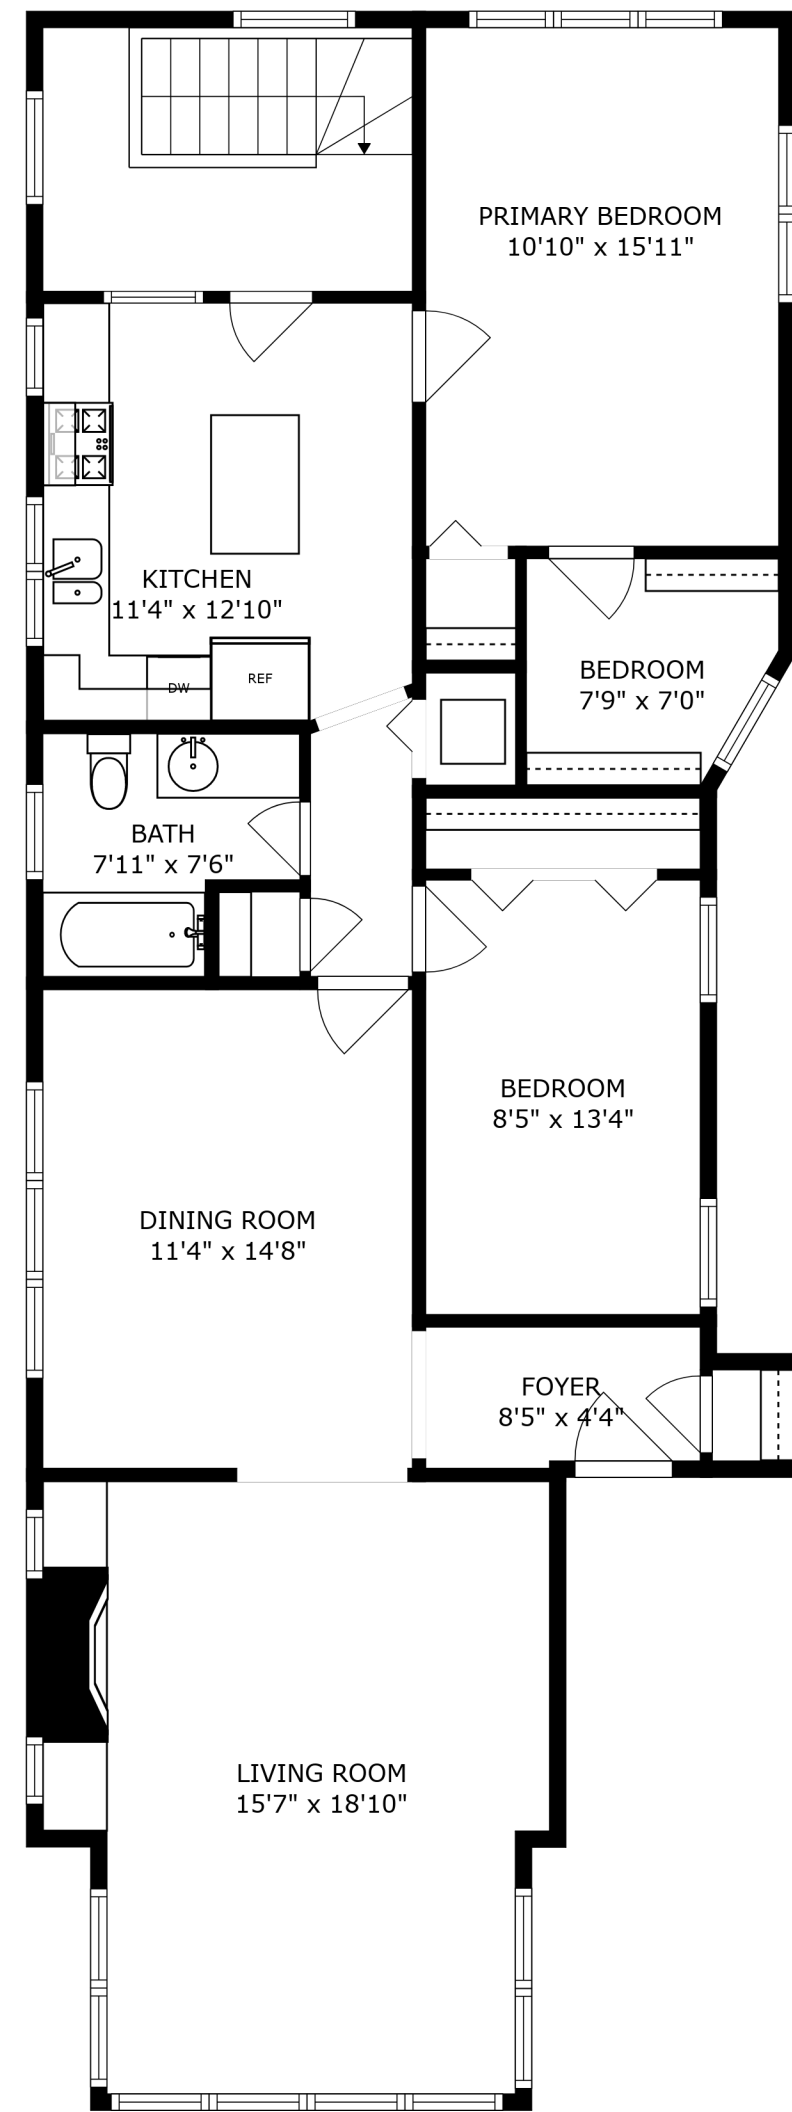 PRIMARY BEDROOM
10'10" x 15'11"
KITCHEN
11'4" x 12'10"
DW
REF
BEDROOM
7'9" x 7'0"
BATH
7'11" x 7'6"
BEDROOM
8'5" x 13'4"
DINING ROOM
11'4" x 14'8"
FOYER
8'5" x 4'4"
LIVING ROOM
15'7" x 18'10"